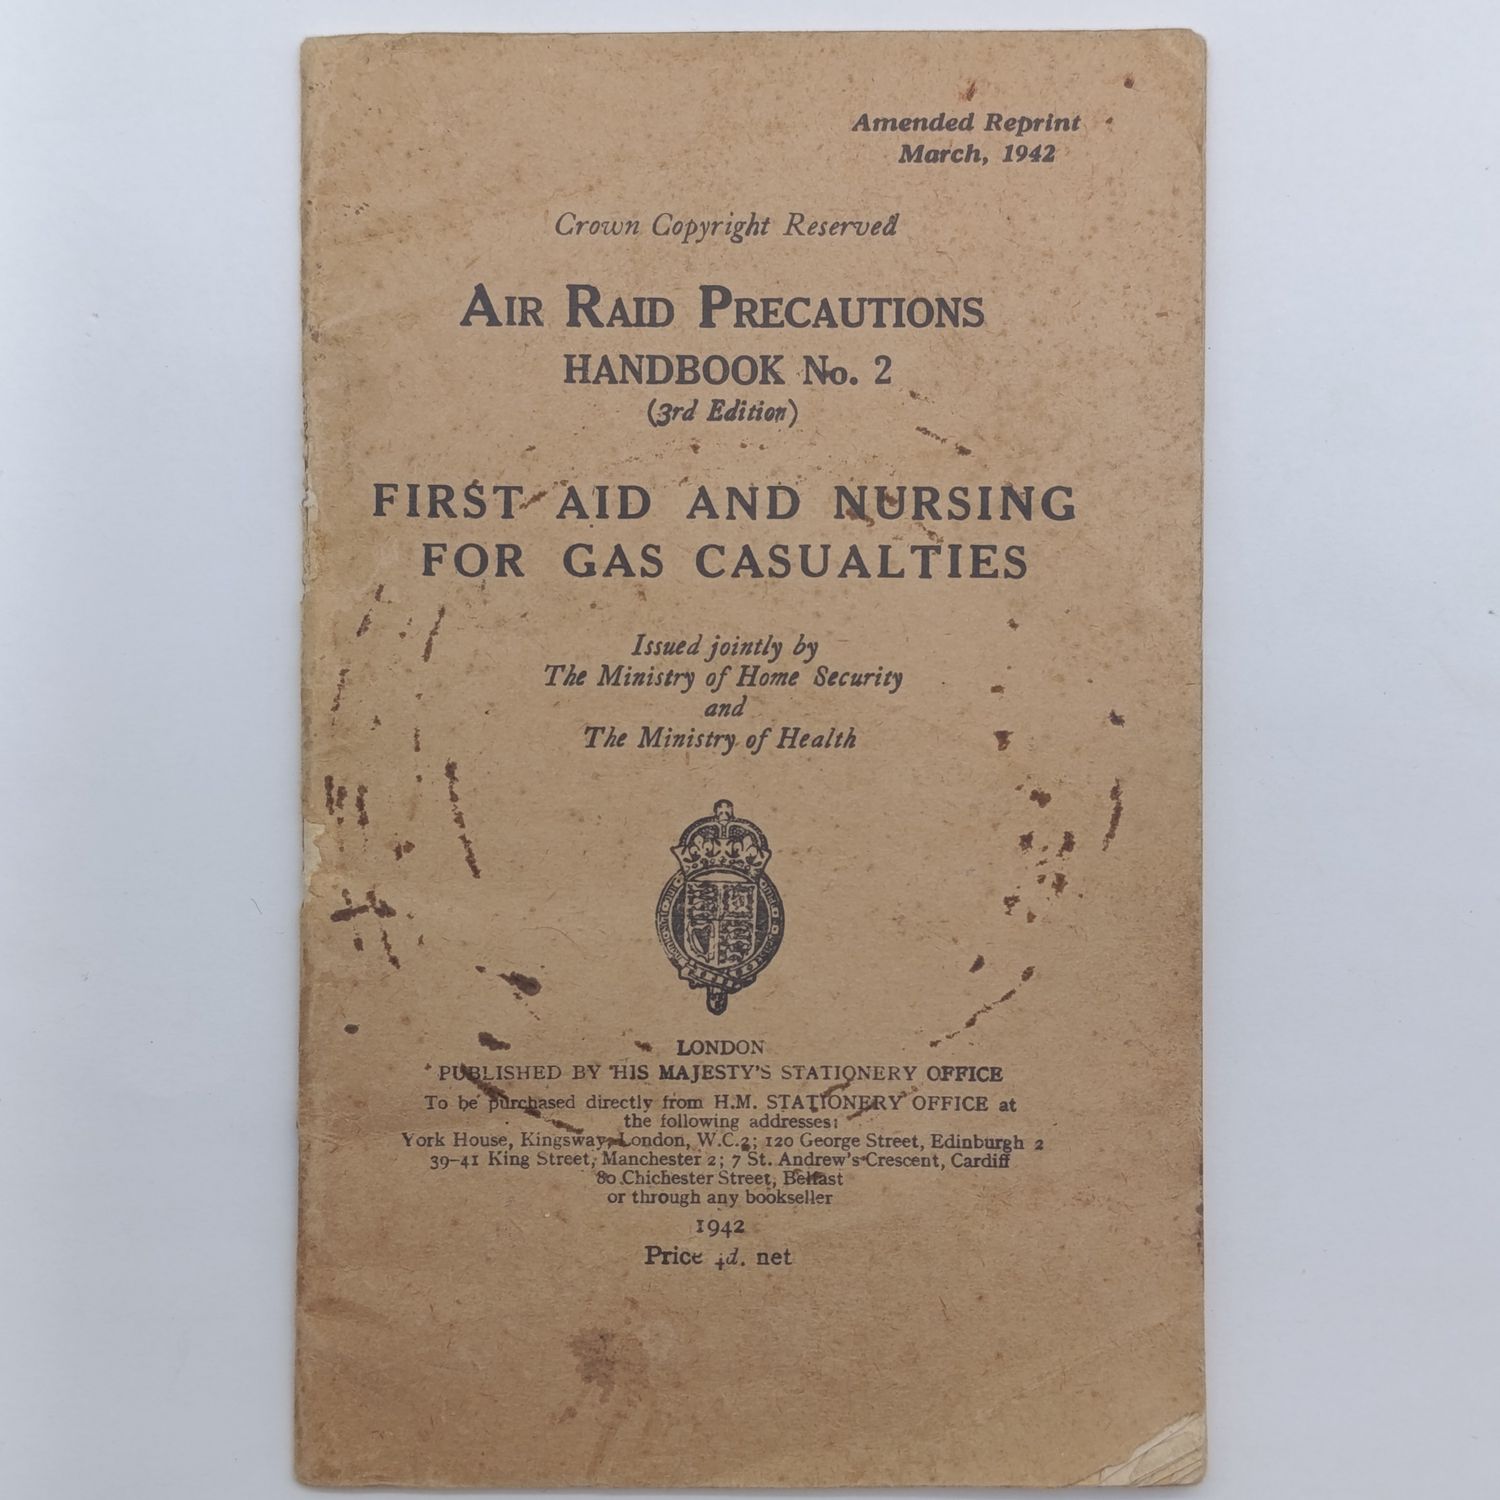 Amended Reprint
March, 1942
Crown Copyright Reserved
AIR RAID PRECAUTIONS
HANDBOOK No. 2
(3rd Edition)
FIRST AID AND NURSING
FOR GAS CASUALTIES
Issued jointly by
The Ministry of Home Security
and
The Ministry of Health
LONDON
PUBLISHED BY HIS MAJESTY'S STATIONERY OFFICE
To be purchased directly from H.M. STATIONERY OFFICE at
the following addresses:
York House, Kingsway, London, W.C.2; 120 George Street, Edinburgh 2
39–41 King Street, Manchester 2; 7 St. Andrew's Crescent, Cardiff
80 Chichester Street, Belfast
or through any bookseller
1942
Price 4d. net